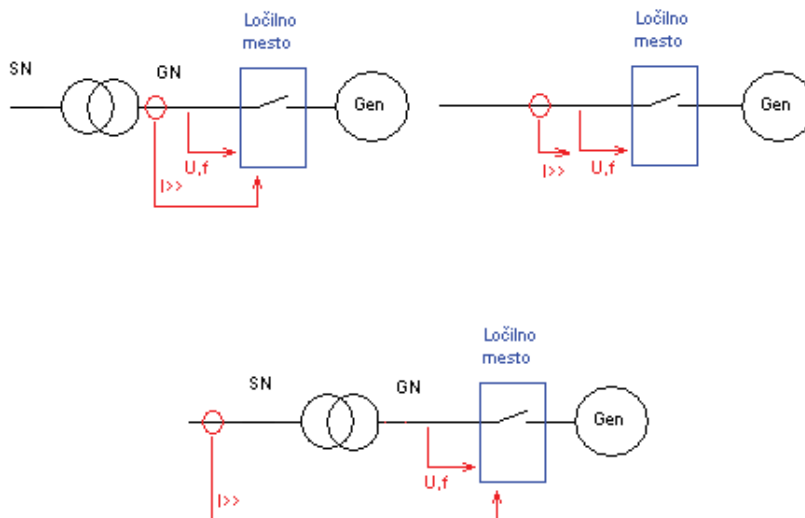 Ločilno
mesto
SN
GN
Gen
U,f
I>>
Ločilno
mesto
Gen
I>>
U,f
Ločilno
mesto
SN
GN
Gen
U,f
I>>